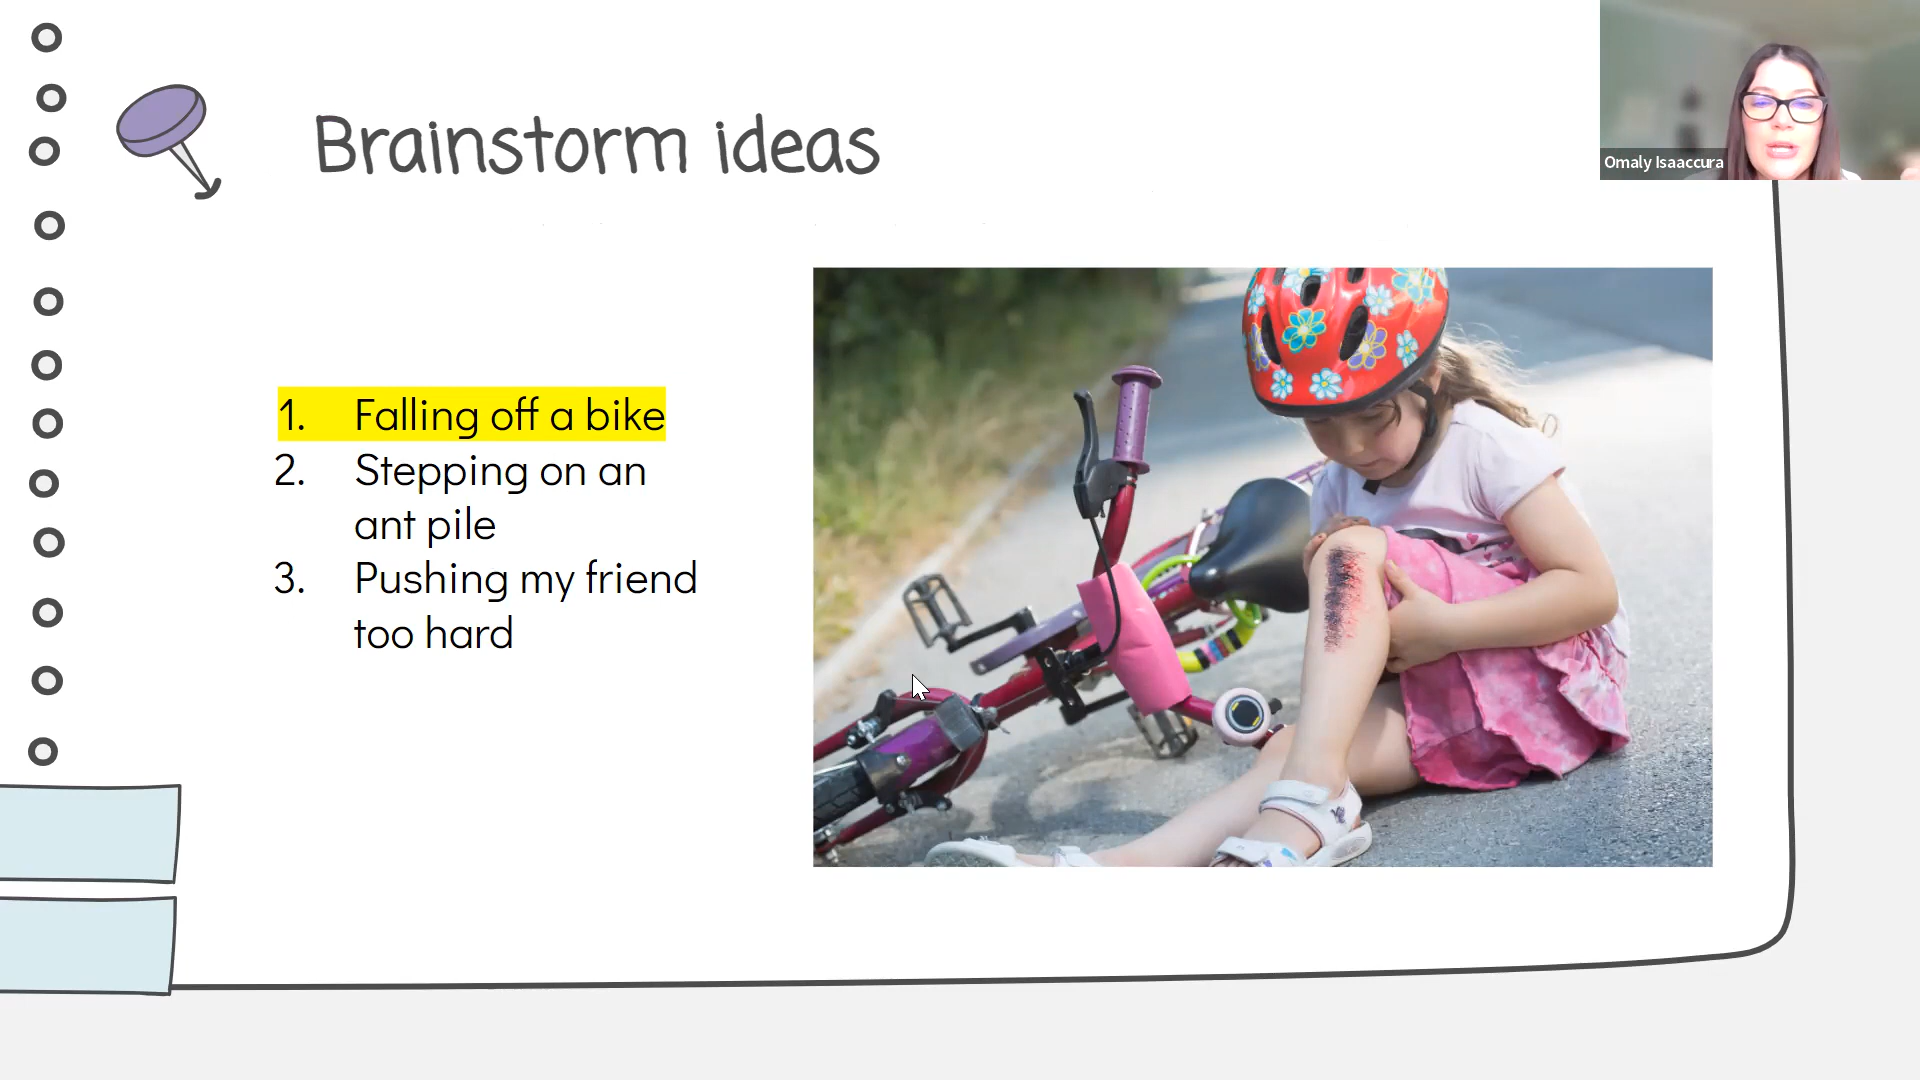 Brainstorm ideas
Omaly Isaaccura
1. Falling off a bike
2. Stepping on an
ant pile
3. Pushing my friend
too hard